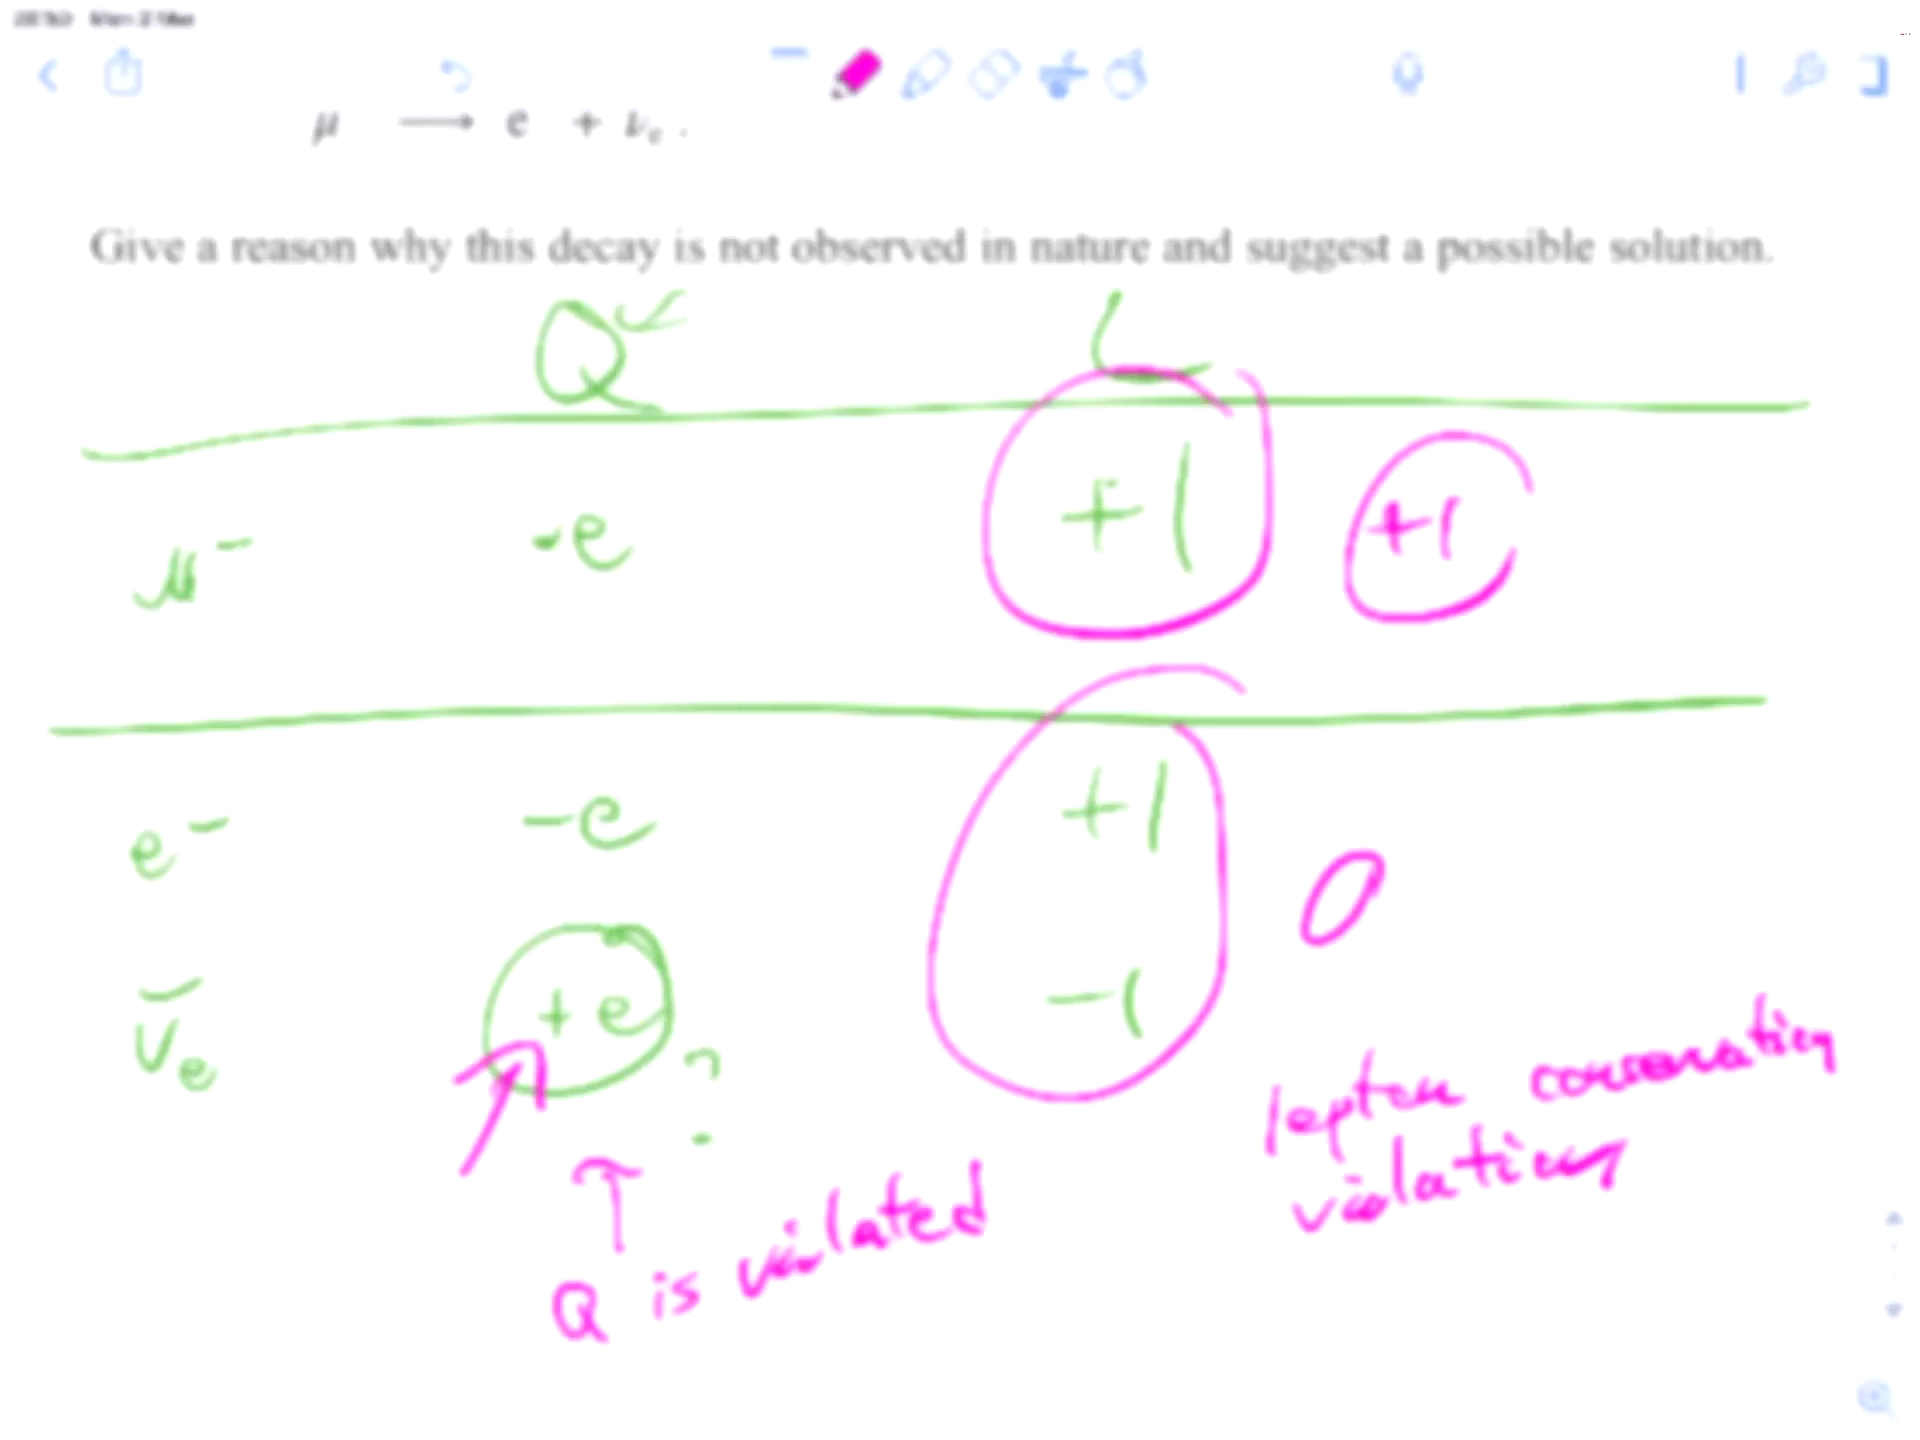 μ ⟶ e + ν_e .
Give a reason why this decay is not observed in nature and suggest a possible solution.
Q L
μ⁻ -e +1 +1
e⁻ -e +1
0
ν̄_e +e -1
?
lepton conservation
violation
Q is violated